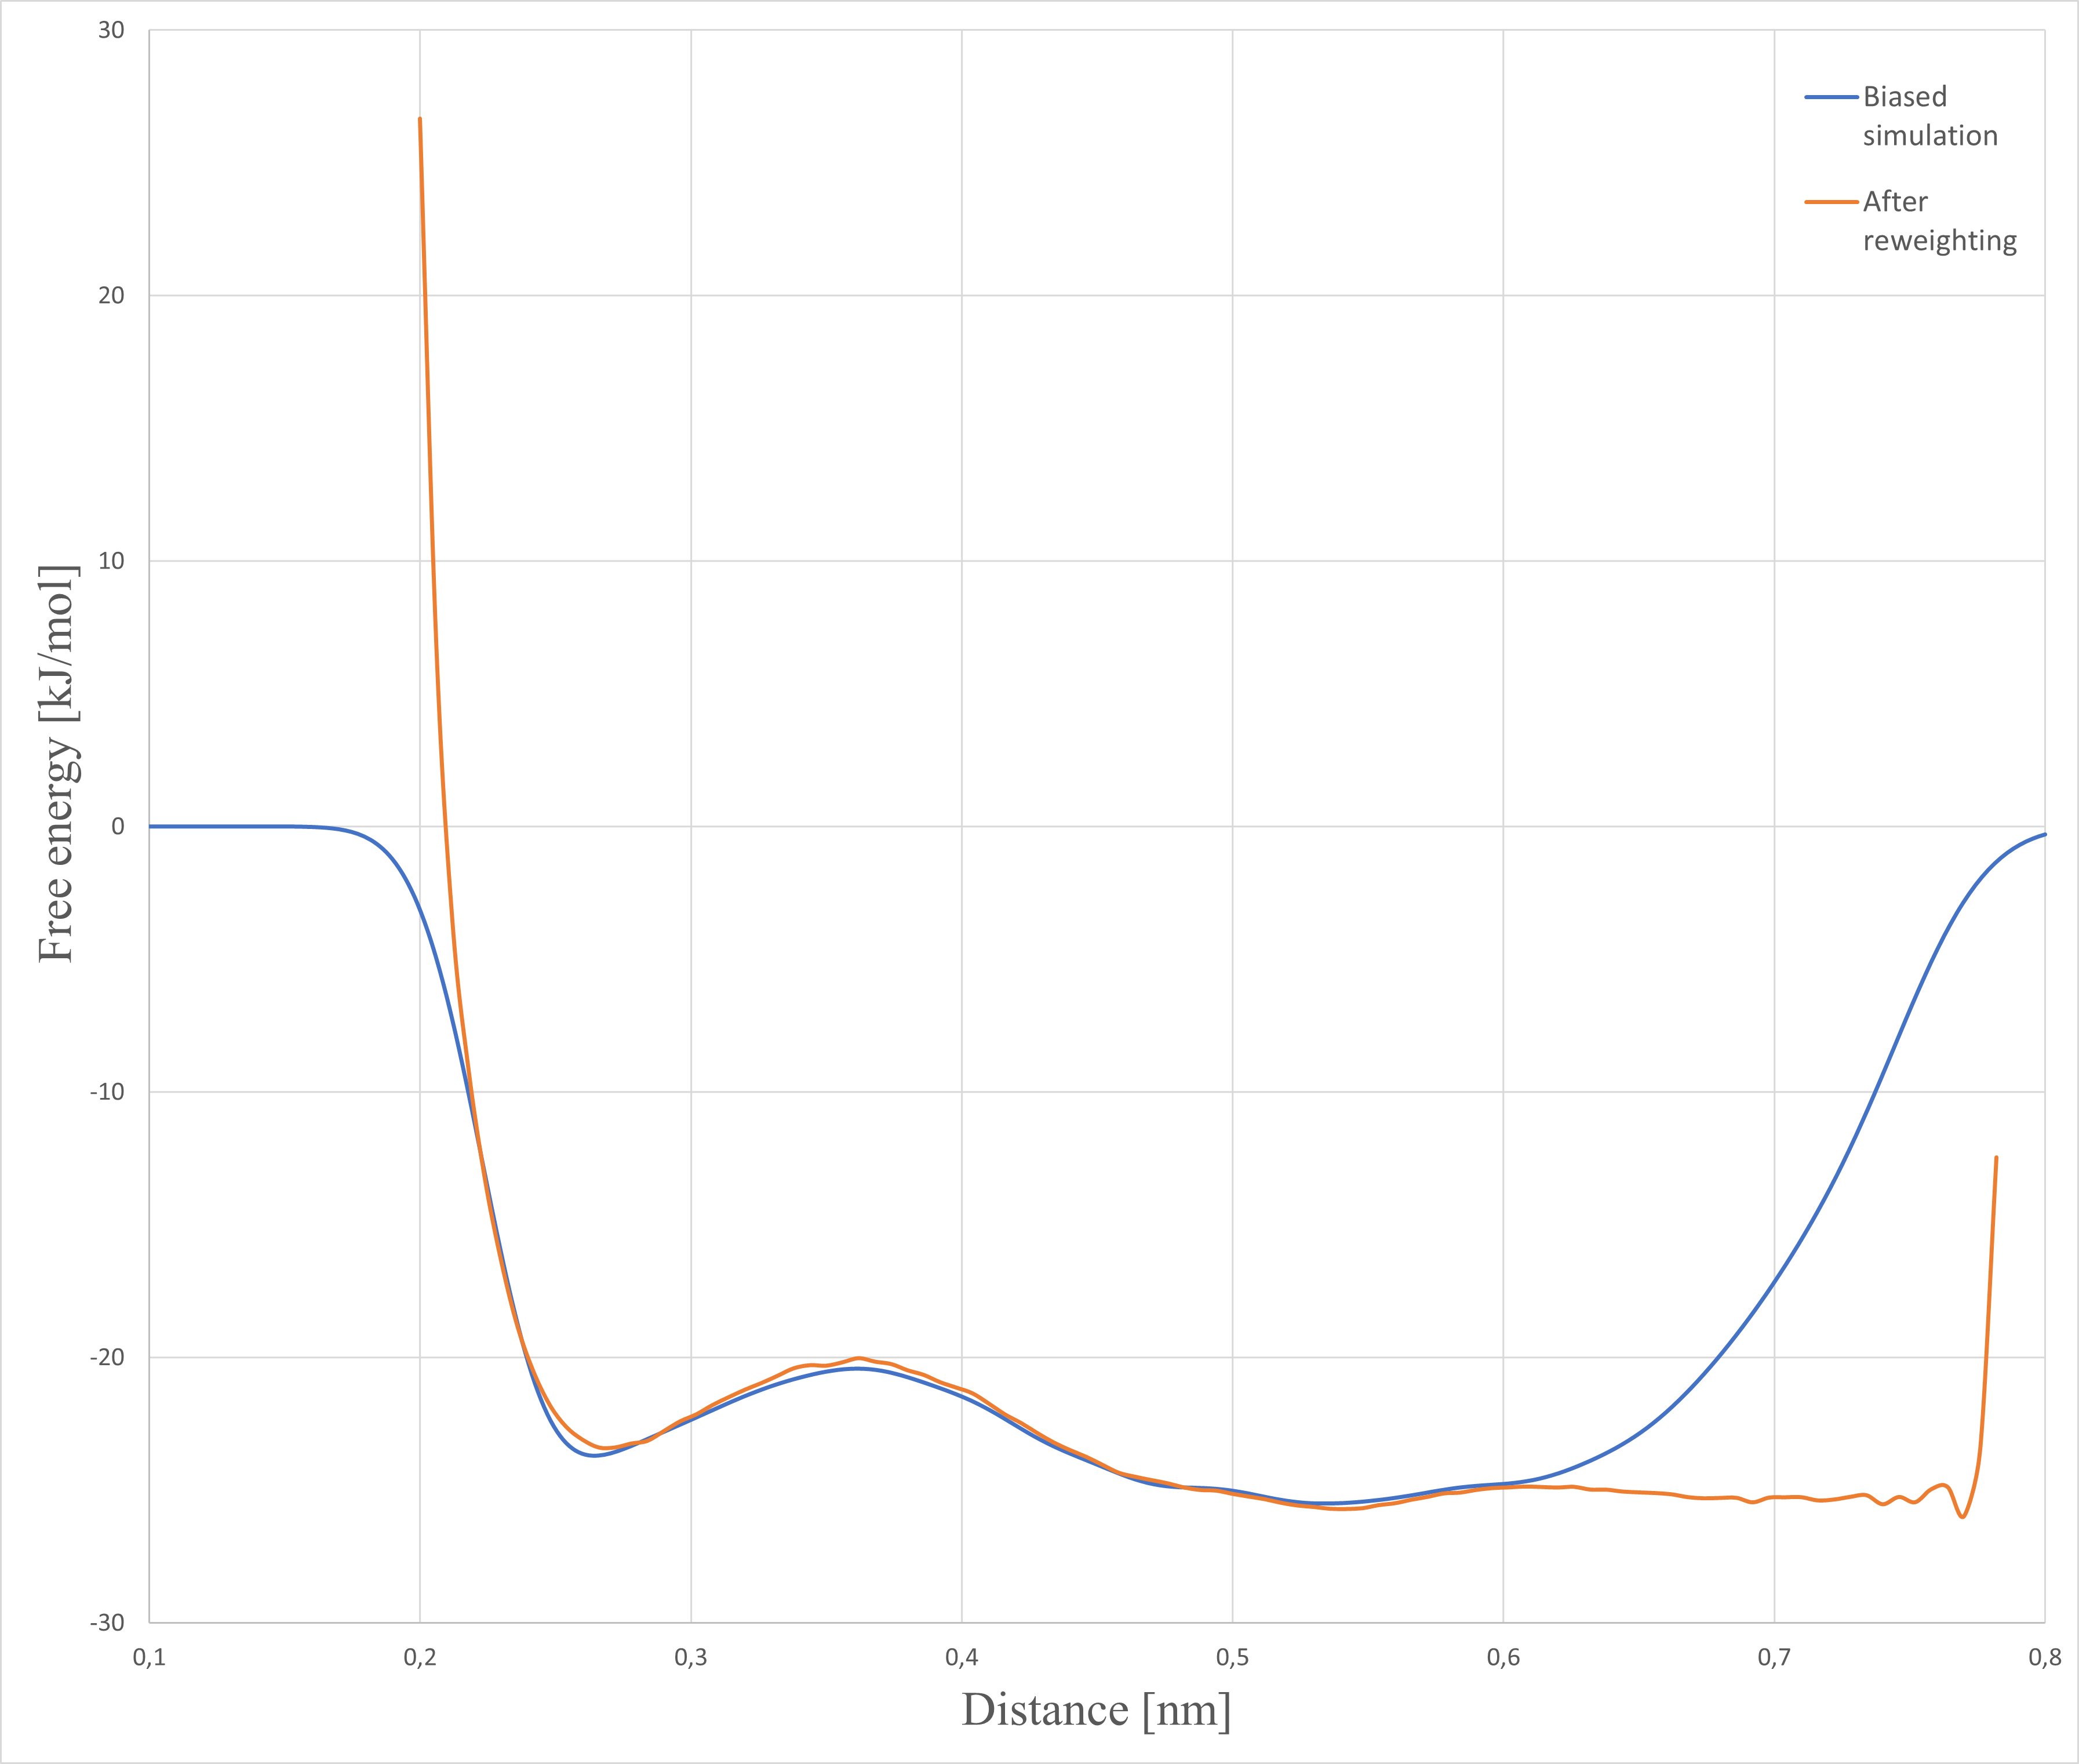 30
20
10
0
-10
-20
-30
0,1
0,2
0,3
0,4
0,5
0,6
0,7
0,8
Free energy [kJ/mol]
Distance [nm]
Biased
simulation
After
reweighting